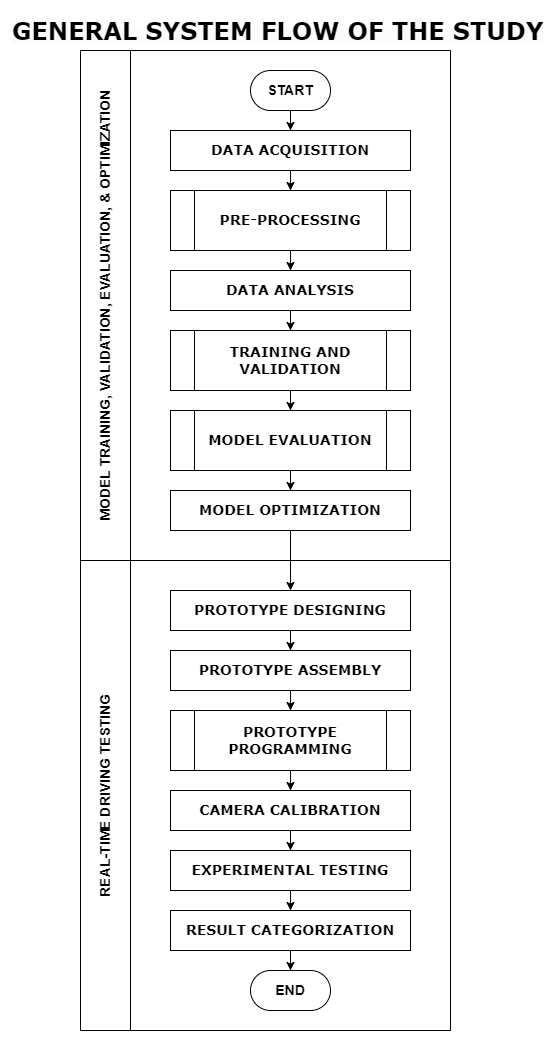 GENERAL SYSTEM FLOW OF THE STUDY
MODEL TRAINING, VALIDATION, EVALUATION, & OPTIMIZATION
START
DATA ACQUISITION
PRE-PROCESSING
DATA ANALYSIS
TRAINING AND
VALIDATION
MODEL EVALUATION
MODEL OPTIMIZATION
REAL-TIME DRIVING TESTING
PROTOTYPE DESIGNING
PROTOTYPE ASSEMBLY
PROTOTYPE
PROGRAMMING
CAMERA CALIBRATION
EXPERIMENTAL TESTING
RESULT CATEGORIZATION
END